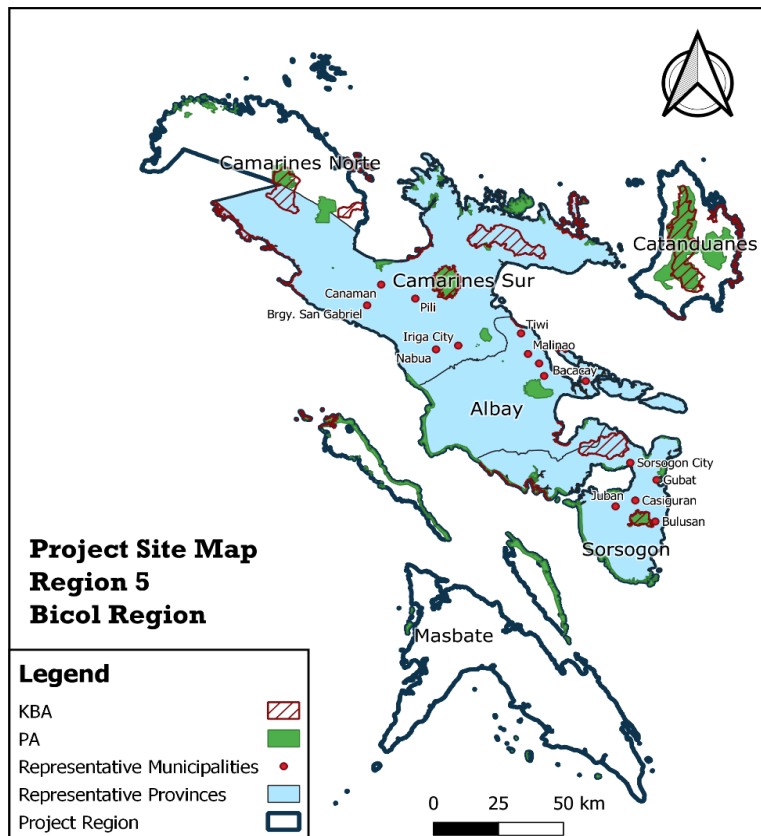 Camarines Norte
Catanduanes
Camarines Sur
Canaman
Pili
Brgy. San Gabriel
Tiwi
Iriga City
Malinao
Nabua
Bacacay
Albay
Sorsogon City
Gubat
Juban
Casiguran
Bulusan
Sorsogon
Project Site Map
Region 5
Bicol Region
Masbate
Legend
KBA
PA
Representative Municipalities
Representative Provinces
Project Region
0 25 50 km